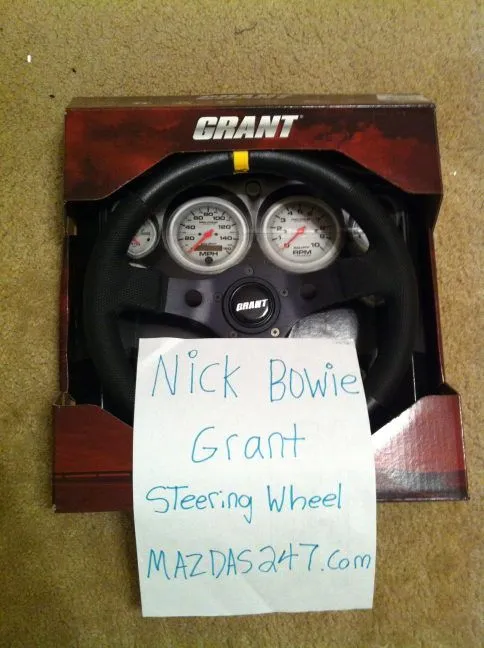 GRANT
MPH
RPM
GRANT
Nick Bowie
Grant
Steering Wheel
MAZDAS247.com